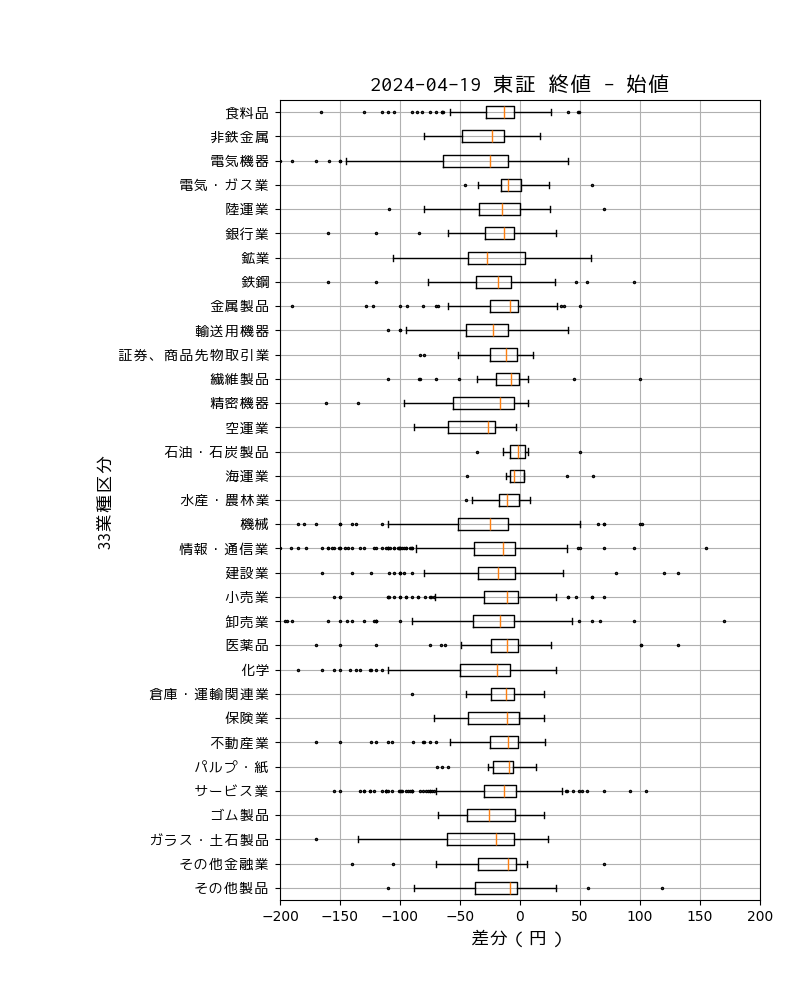 2024-04-19 東証 終値 - 始値
食料品
非鉄金属
電気機器
電気・ガス業
陸運業
銀行業
鉱業
鉄鋼
金属製品
輸送用機器
証券、商品先物取引業
繊維製品
精密機器
空運業
石油・石炭製品
海運業
水産・農林業
機械
情報・通信業
建設業
小売業
卸売業
医薬品
化学
倉庫・運輸関連業
保険業
不動産業
パルプ・紙
サービス業
ゴム製品
ガラス・土石製品
その他金融業
その他製品
33業種区分
−200 −150 −100 −50 0 50 100 150 200
差分（円）